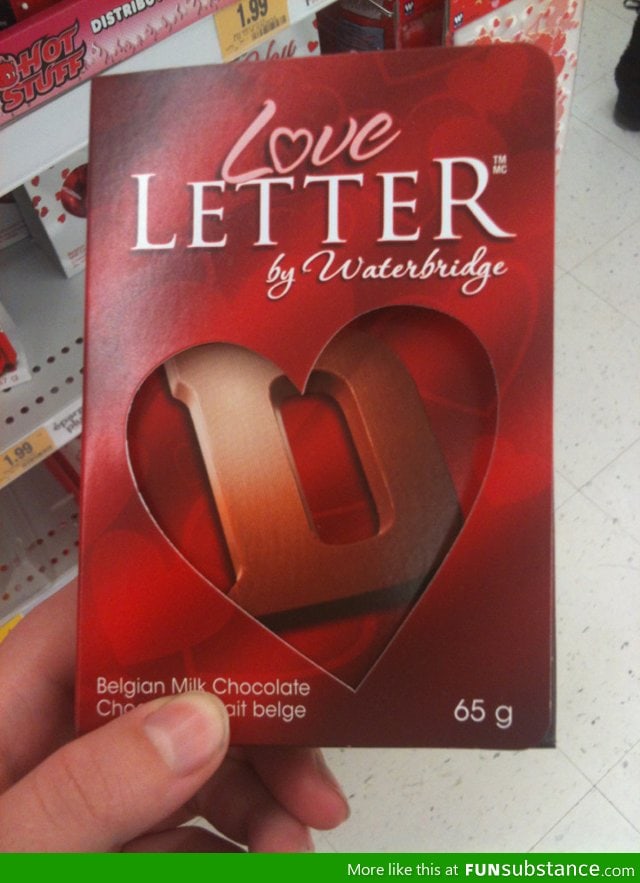 1.99
DISTRIBU
HOT
STUFF
Love
LETTER TM MC
by Waterbridge
1.99
Belgian Milk Chocolate
Choc ait belge
65 g
D
More like this at FUNsubstance.com